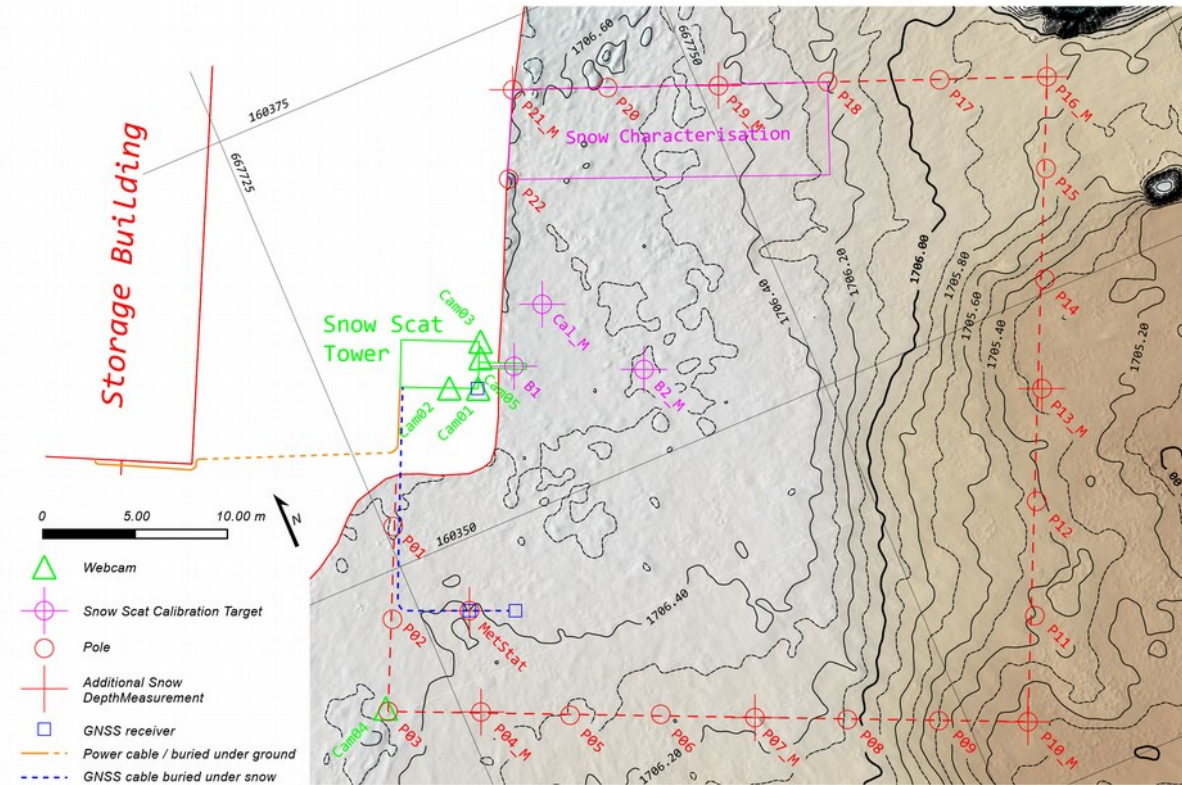 1706.60
667750
160375
667725
P21_M
P20
P19_M
P18
P17
P16_M
Snow Characterisation
Storage Building
P22
P15
1706.00
1706.20
1705.80
1706.40
1705.60
1705.40
1705.20
P14
Cam03
Cal_M
Snow Scat
Tower
B1
B2_M
Cam05
Cam02
Cam01
P13_M
00
P12
0
5.00
10.00 m
N
P01
160350
Webcam
1706.40
Snow Scat Calibration Target
P02
MetStat
P11
Pole
Additional Snow
DepthMeasurement
Cam04
P03
P04_M
P05
P06
P07_M
P08
P09
P10_M
GNSS receiver
Power cable / buried under ground
1706.20
GNSS cable buried under snow